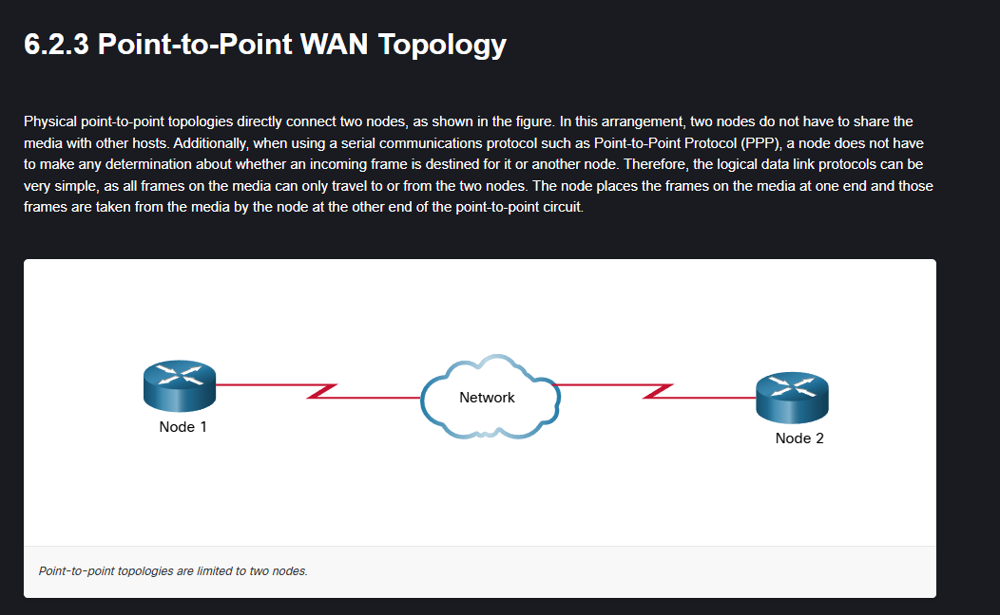 6.2.3 Point-to-Point WAN Topology
Physical point-to-point topologies directly connect two nodes, as shown in the figure. In this arrangement, two nodes do not have to share the
media with other hosts. Additionally, when using a serial communications protocol such as Point-to-Point Protocol (PPP), a node does not have
to make any determination about whether an incoming frame is destined for it or another node. Therefore, the logical data link protocols can be
very simple, as all frames on the media can only travel to or from the two nodes. The node places the frames on the media at one end and those
frames are taken from the media by the node at the other end of the point-to-point circuit.
Network
Node 1
Node 2
Point-to-point topologies are limited to two nodes.